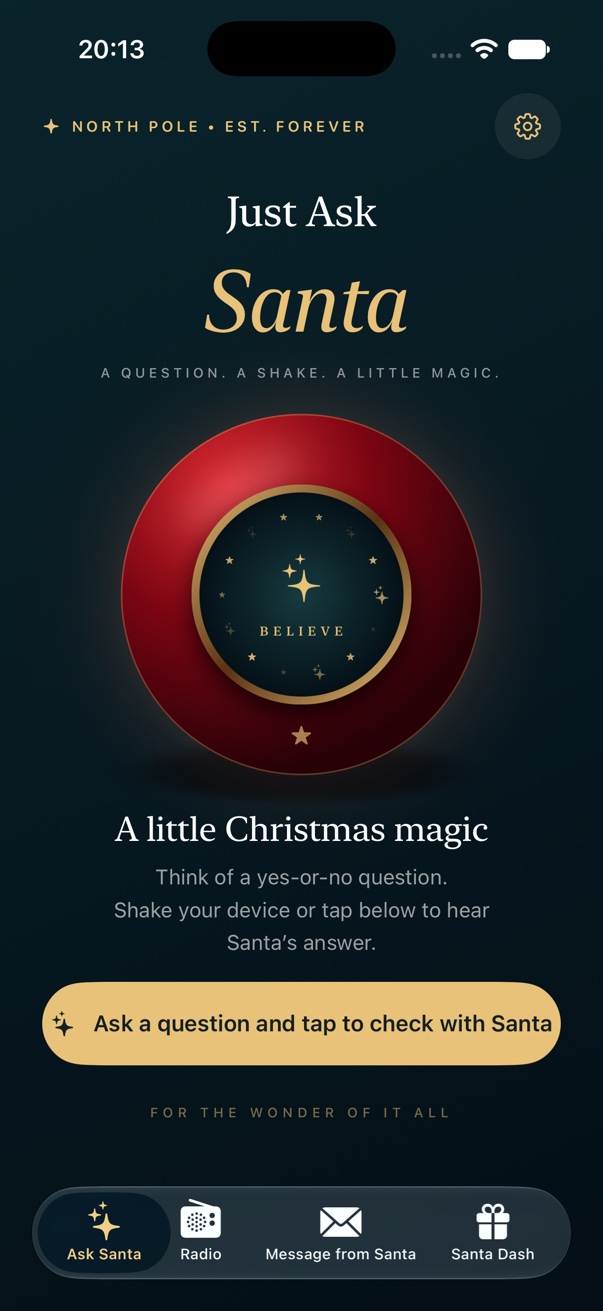 20:13
NORTH POLE • EST. FOREVER
Just Ask
Santa
A QUESTION. A SHAKE. A LITTLE MAGIC.
BELIEVE
A little Christmas magic
Think of a yes-or-no question.
Shake your device or tap below to hear
Santa’s answer.
Ask a question and tap to check with Santa
FOR THE WONDER OF IT ALL
Ask Santa Radio Message from Santa Santa Dash